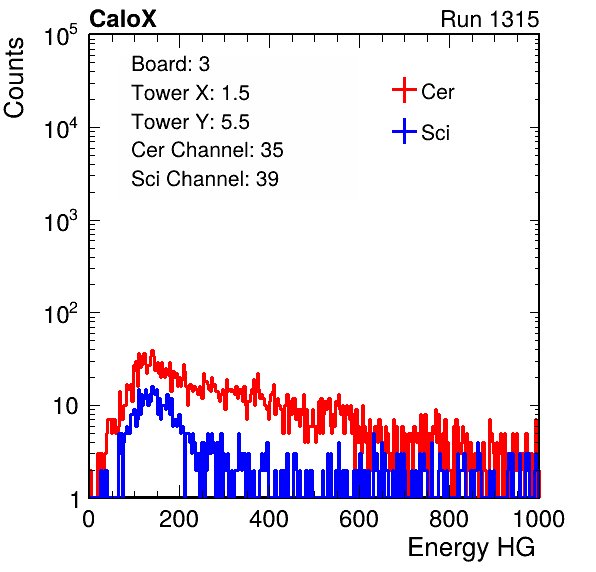 CaloX Run 1315
Counts
10^5
10^4
10^3
10^2
10
1
Board: 3
Tower X: 1.5
Tower Y: 5.5
Cer Channel: 35
Sci Channel: 39
Cer
Sci
0 200 400 600 800 1000
Energy HG